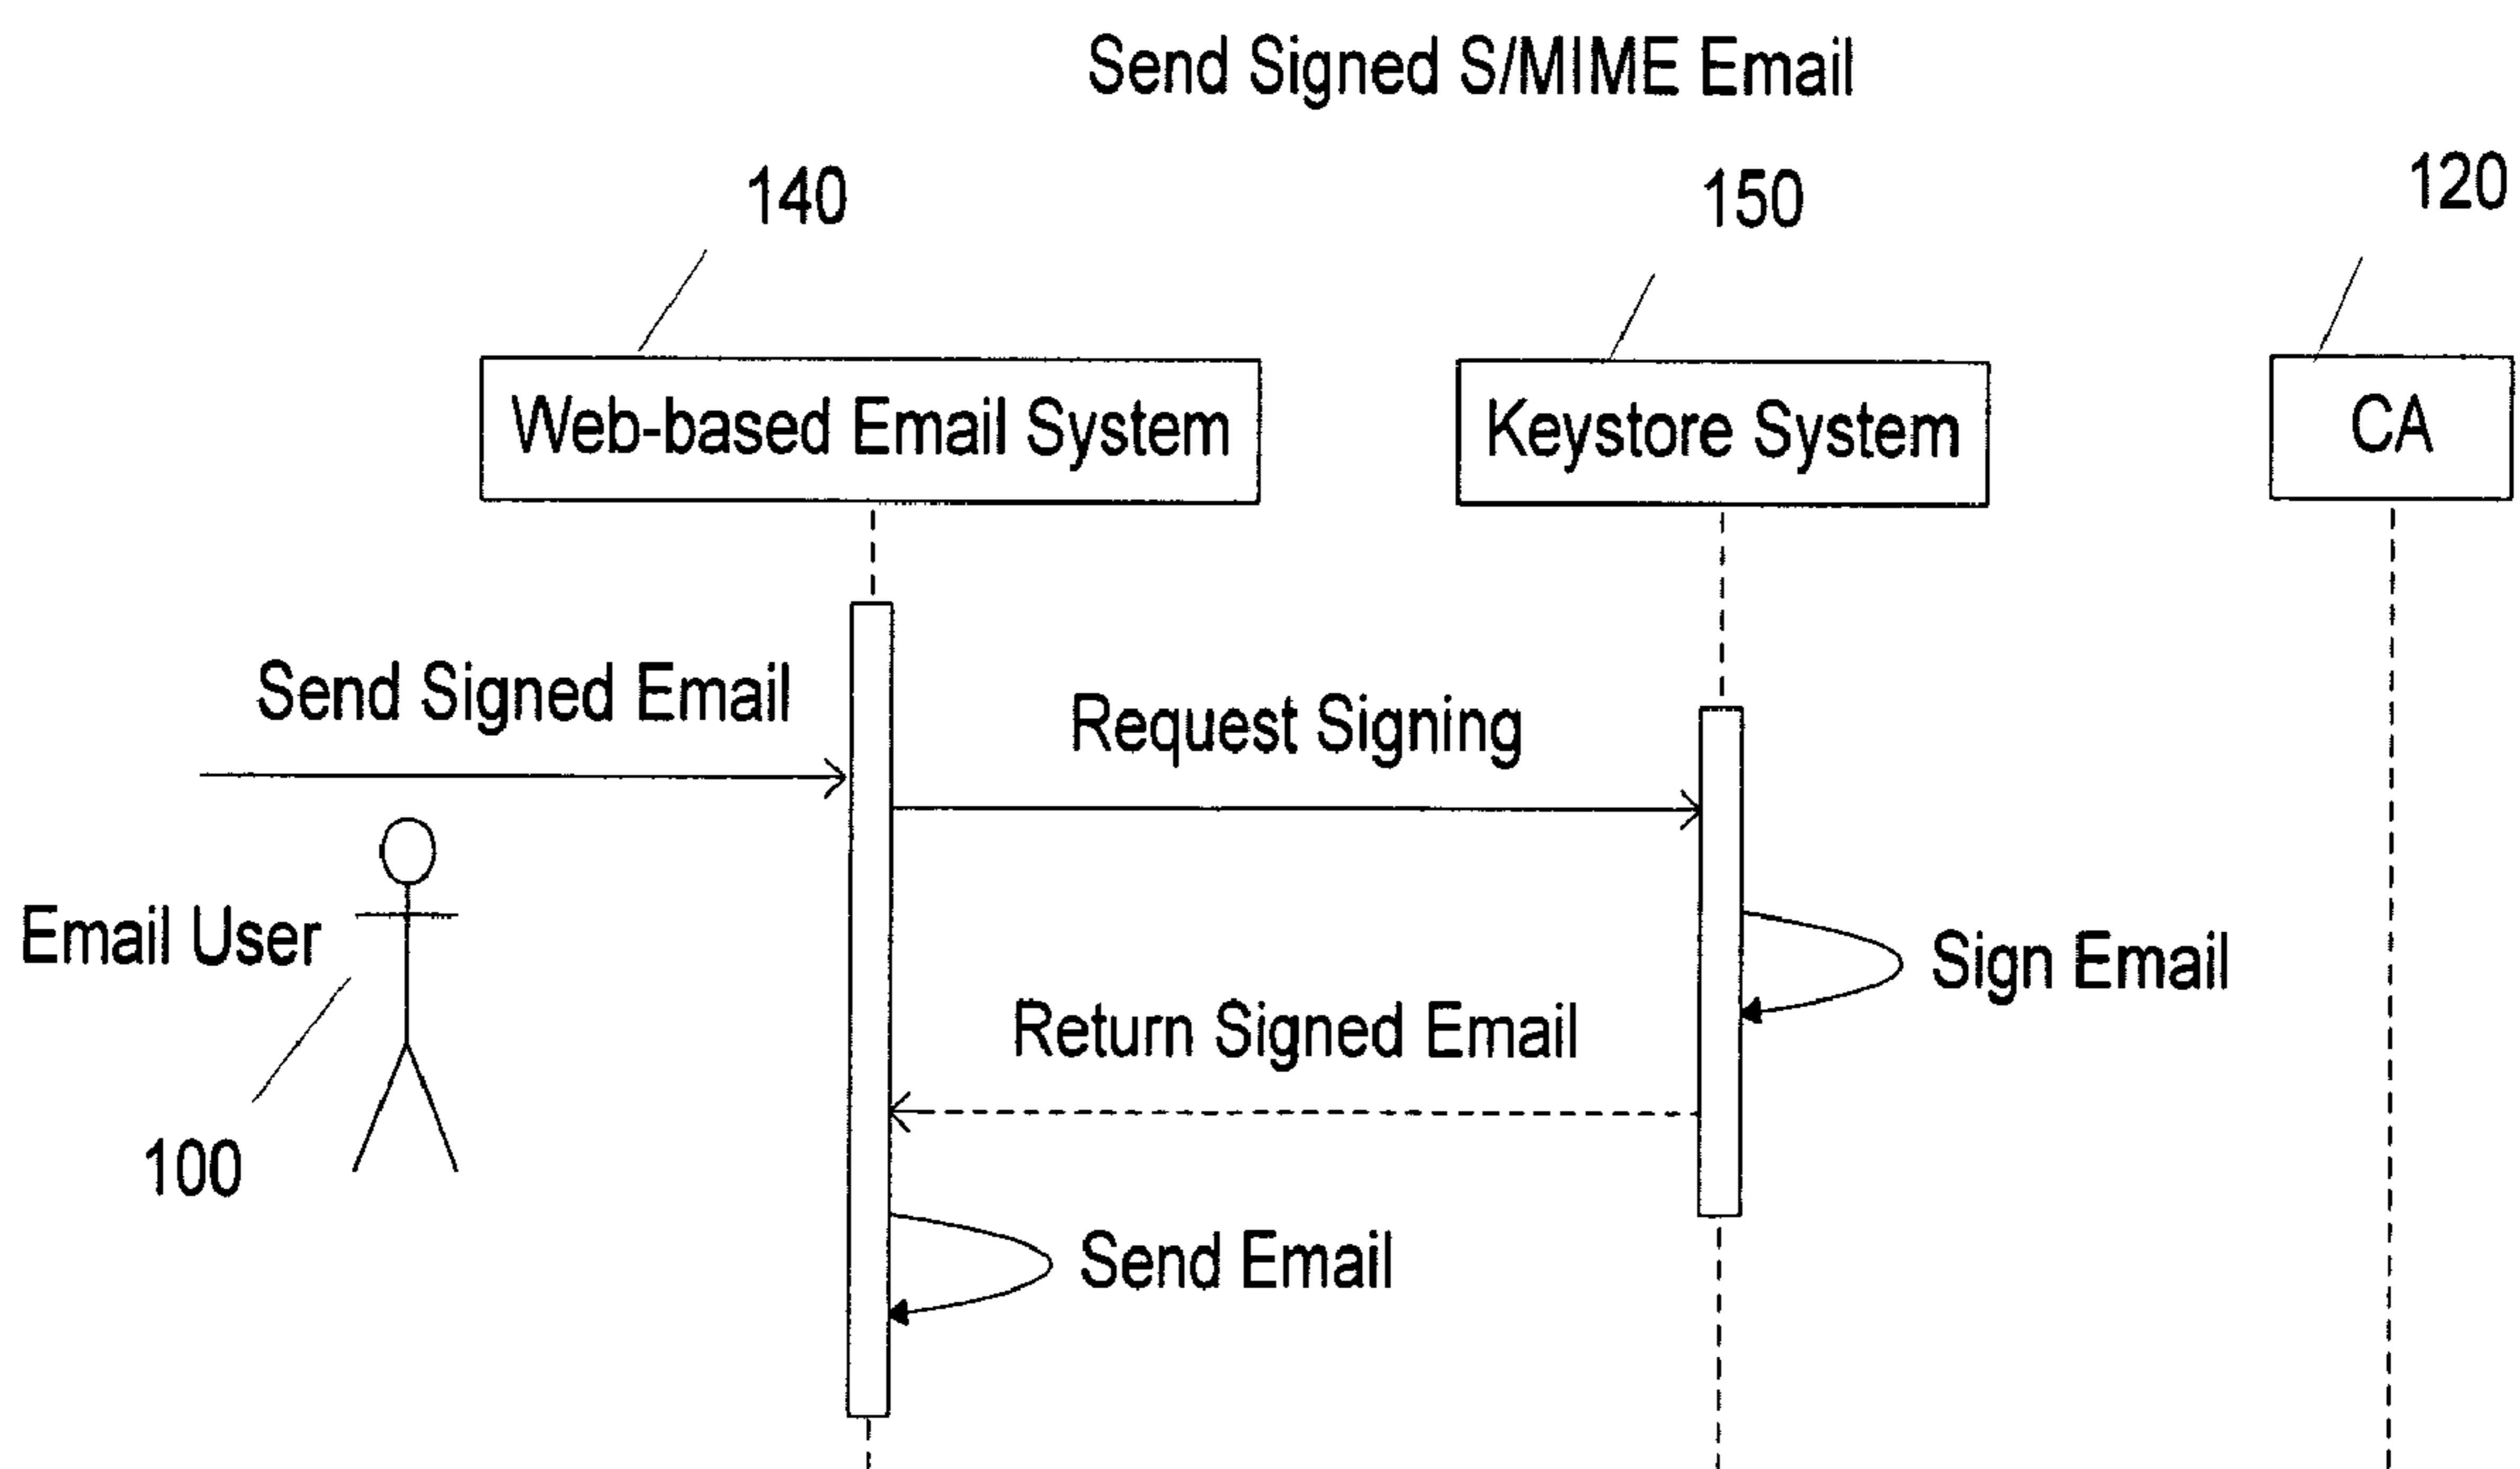 Send Signed S/MIME Email
140
150
120
Web-based Email System
Keystore System
CA
Send Signed Email
Request Signing
Email User
Sign Email
Return Signed Email
100
Send Email